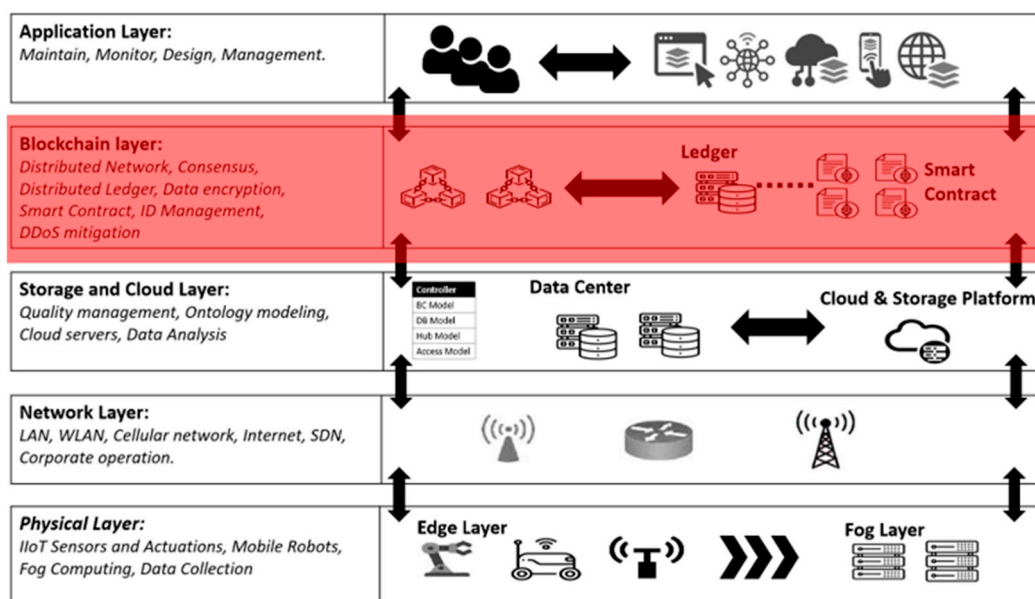 Application Layer:
Maintain, Monitor, Design, Management.
Blockchain layer:
Distributed Network, Consensus,
Distributed Ledger, Data encryption,
Smart Contract, ID Management,
DDoS mitigation
Ledger
Smart
Contract
Storage and Cloud Layer:
Quality management, Ontology modeling,
Cloud servers, Data Analysis
Controller
BC Model
DB Model
Hub Model
Access Model
Data Center
Cloud & Storage Platform
Network Layer:
LAN, WLAN, Cellular network, Internet, SDN,
Corporate operation.
Physical Layer:
IIoT Sensors and Actuations, Mobile Robots,
Fog Computing, Data Collection
Edge Layer
Fog Layer